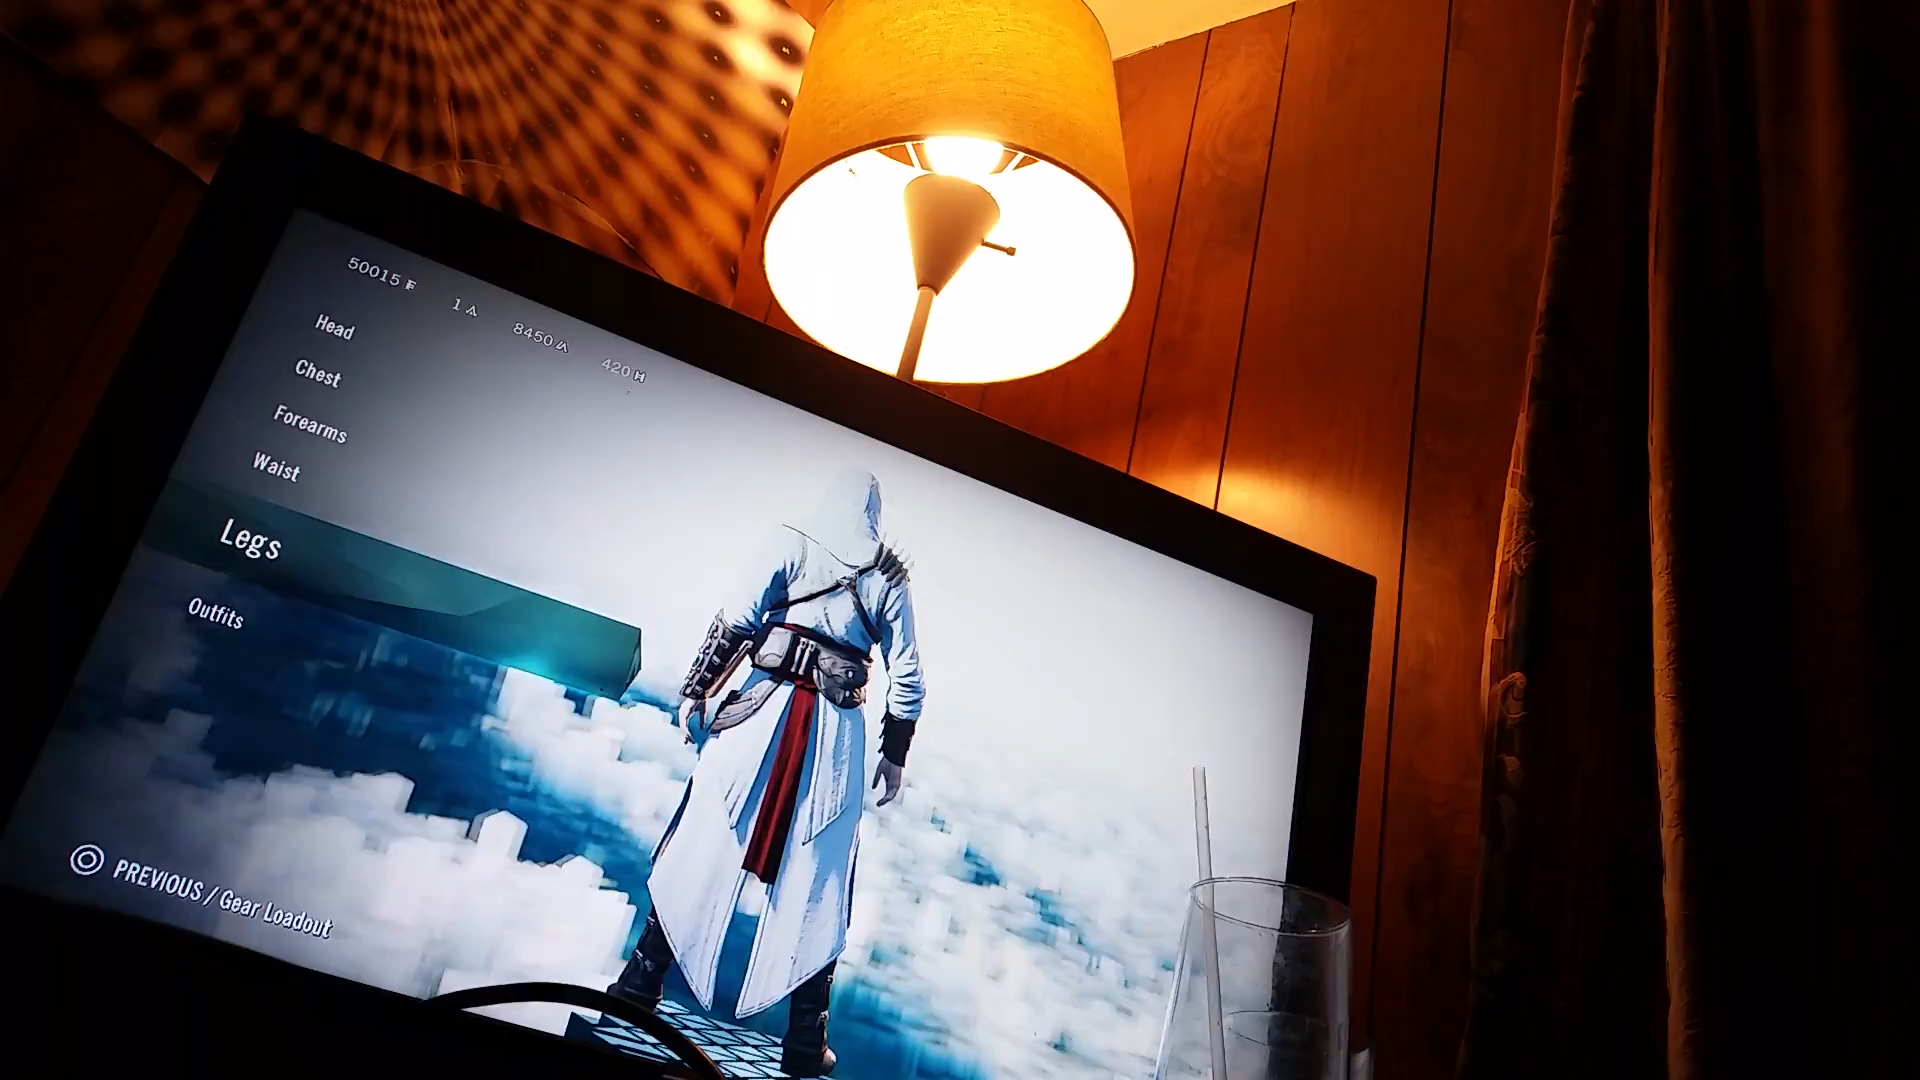 50015 1 8450 420
Head
Chest
Forearms
Waist
Legs
Outfits
PREVIOUS / Gear Loadout